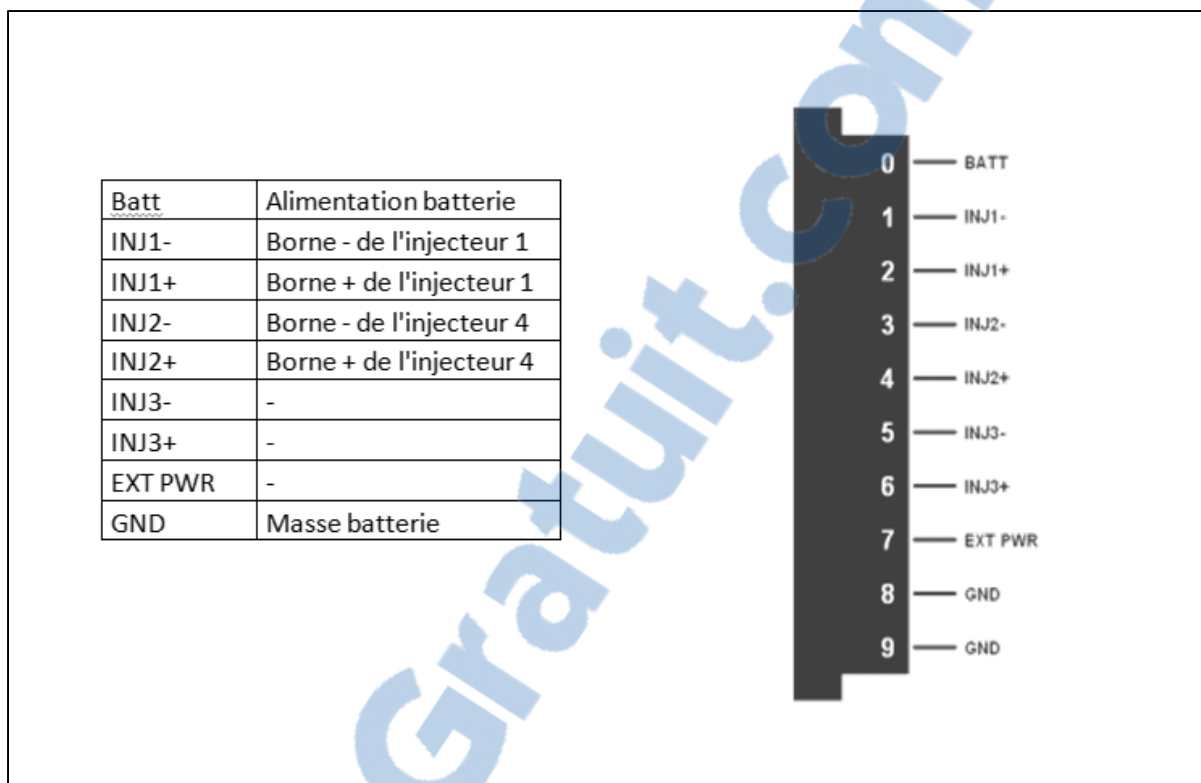 Batt Alimentation batterie
INJ1- Borne - de l'injecteur 1
INJ1+ Borne + de l'injecteur 1
INJ2- Borne - de l'injecteur 4
INJ2+ Borne + de l'injecteur 4
INJ3- -
INJ3+ -
EXT PWR -
GND Masse batterie
0 BATT
1 INJ1-
2 INJ1+
3 INJ2-
4 INJ2+
5 INJ3-
6 INJ3+
7 EXT PWR
8 GND
9 GND
Gratuit.com